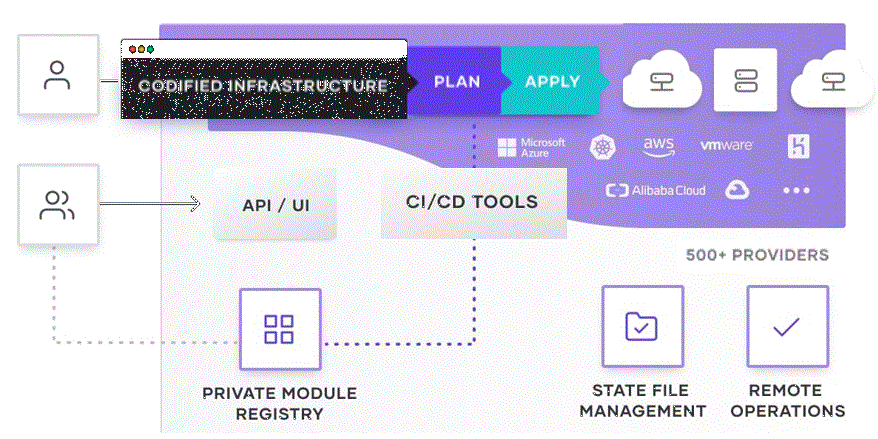 CODIFIED INFRASTRUCTURE
PLAN
APPLY
Microsoft
Azure
aws
vmware
Alibaba Cloud
API / UI
CI/CD TOOLS
500+ PROVIDERS
PRIVATE MODULE
REGISTRY
STATE FILE
MANAGEMENT
REMOTE
OPERATIONS